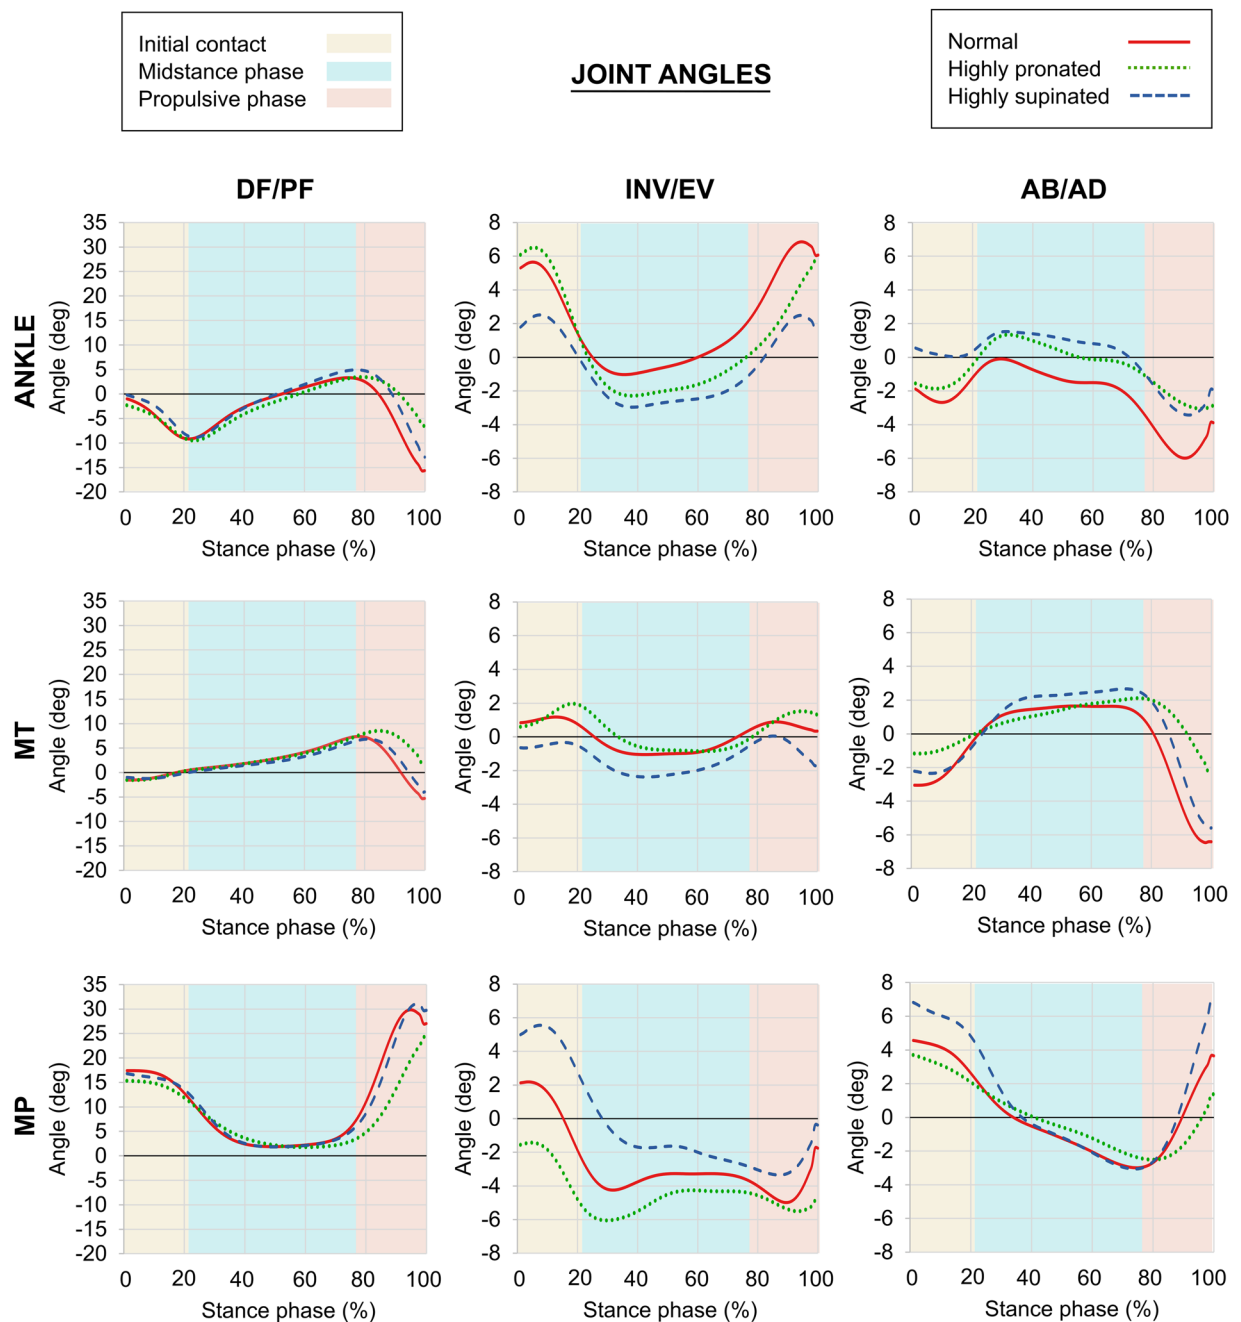 Initial contact
Midstance phase
Propulsive phase
JOINT ANGLES
Normal
Highly pronated
Highly supinated
DF/PF
INV/EV
AB/AD
ANKLE
Angle (deg)
35
30
25
20
15
10
5
0
-5
-10
-15
-20
0 20 40 60 80 100
Stance phase (%)
Angle (deg)
8
6
4
2
0
-2
-4
-6
-8
0 20 40 60 80 100
Stance phase (%)
Angle (deg)
8
6
4
2
0
-2
-4
-6
-8
0 20 40 60 80 100
Stance phase (%)
MT
Angle (deg)
35
30
25
20
15
10
5
0
-5
-10
-15
-20
0 20 40 60 80 100
Stance phase (%)
Angle (deg)
8
6
4
2
0
-2
-4
-6
-8
0 20 40 60 80 100
Stance phase (%)
Angle (deg)
8
6
4
2
0
-2
-4
-6
-8
0 20 40 60 80 100
Stance phase (%)
MP
Angle (deg)
35
30
25
20
15
10
5
0
-5
-10
-15
-20
0 20 40 60 80 100
Stance phase (%)
Angle (deg)
8
6
4
2
0
-2
-4
-6
-8
0 20 40 60 80 100
Stance phase (%)
Angle (deg)
8
6
4
2
0
-2
-4
-6
-8
0 20 40 60 80 100
Stance phase (%)